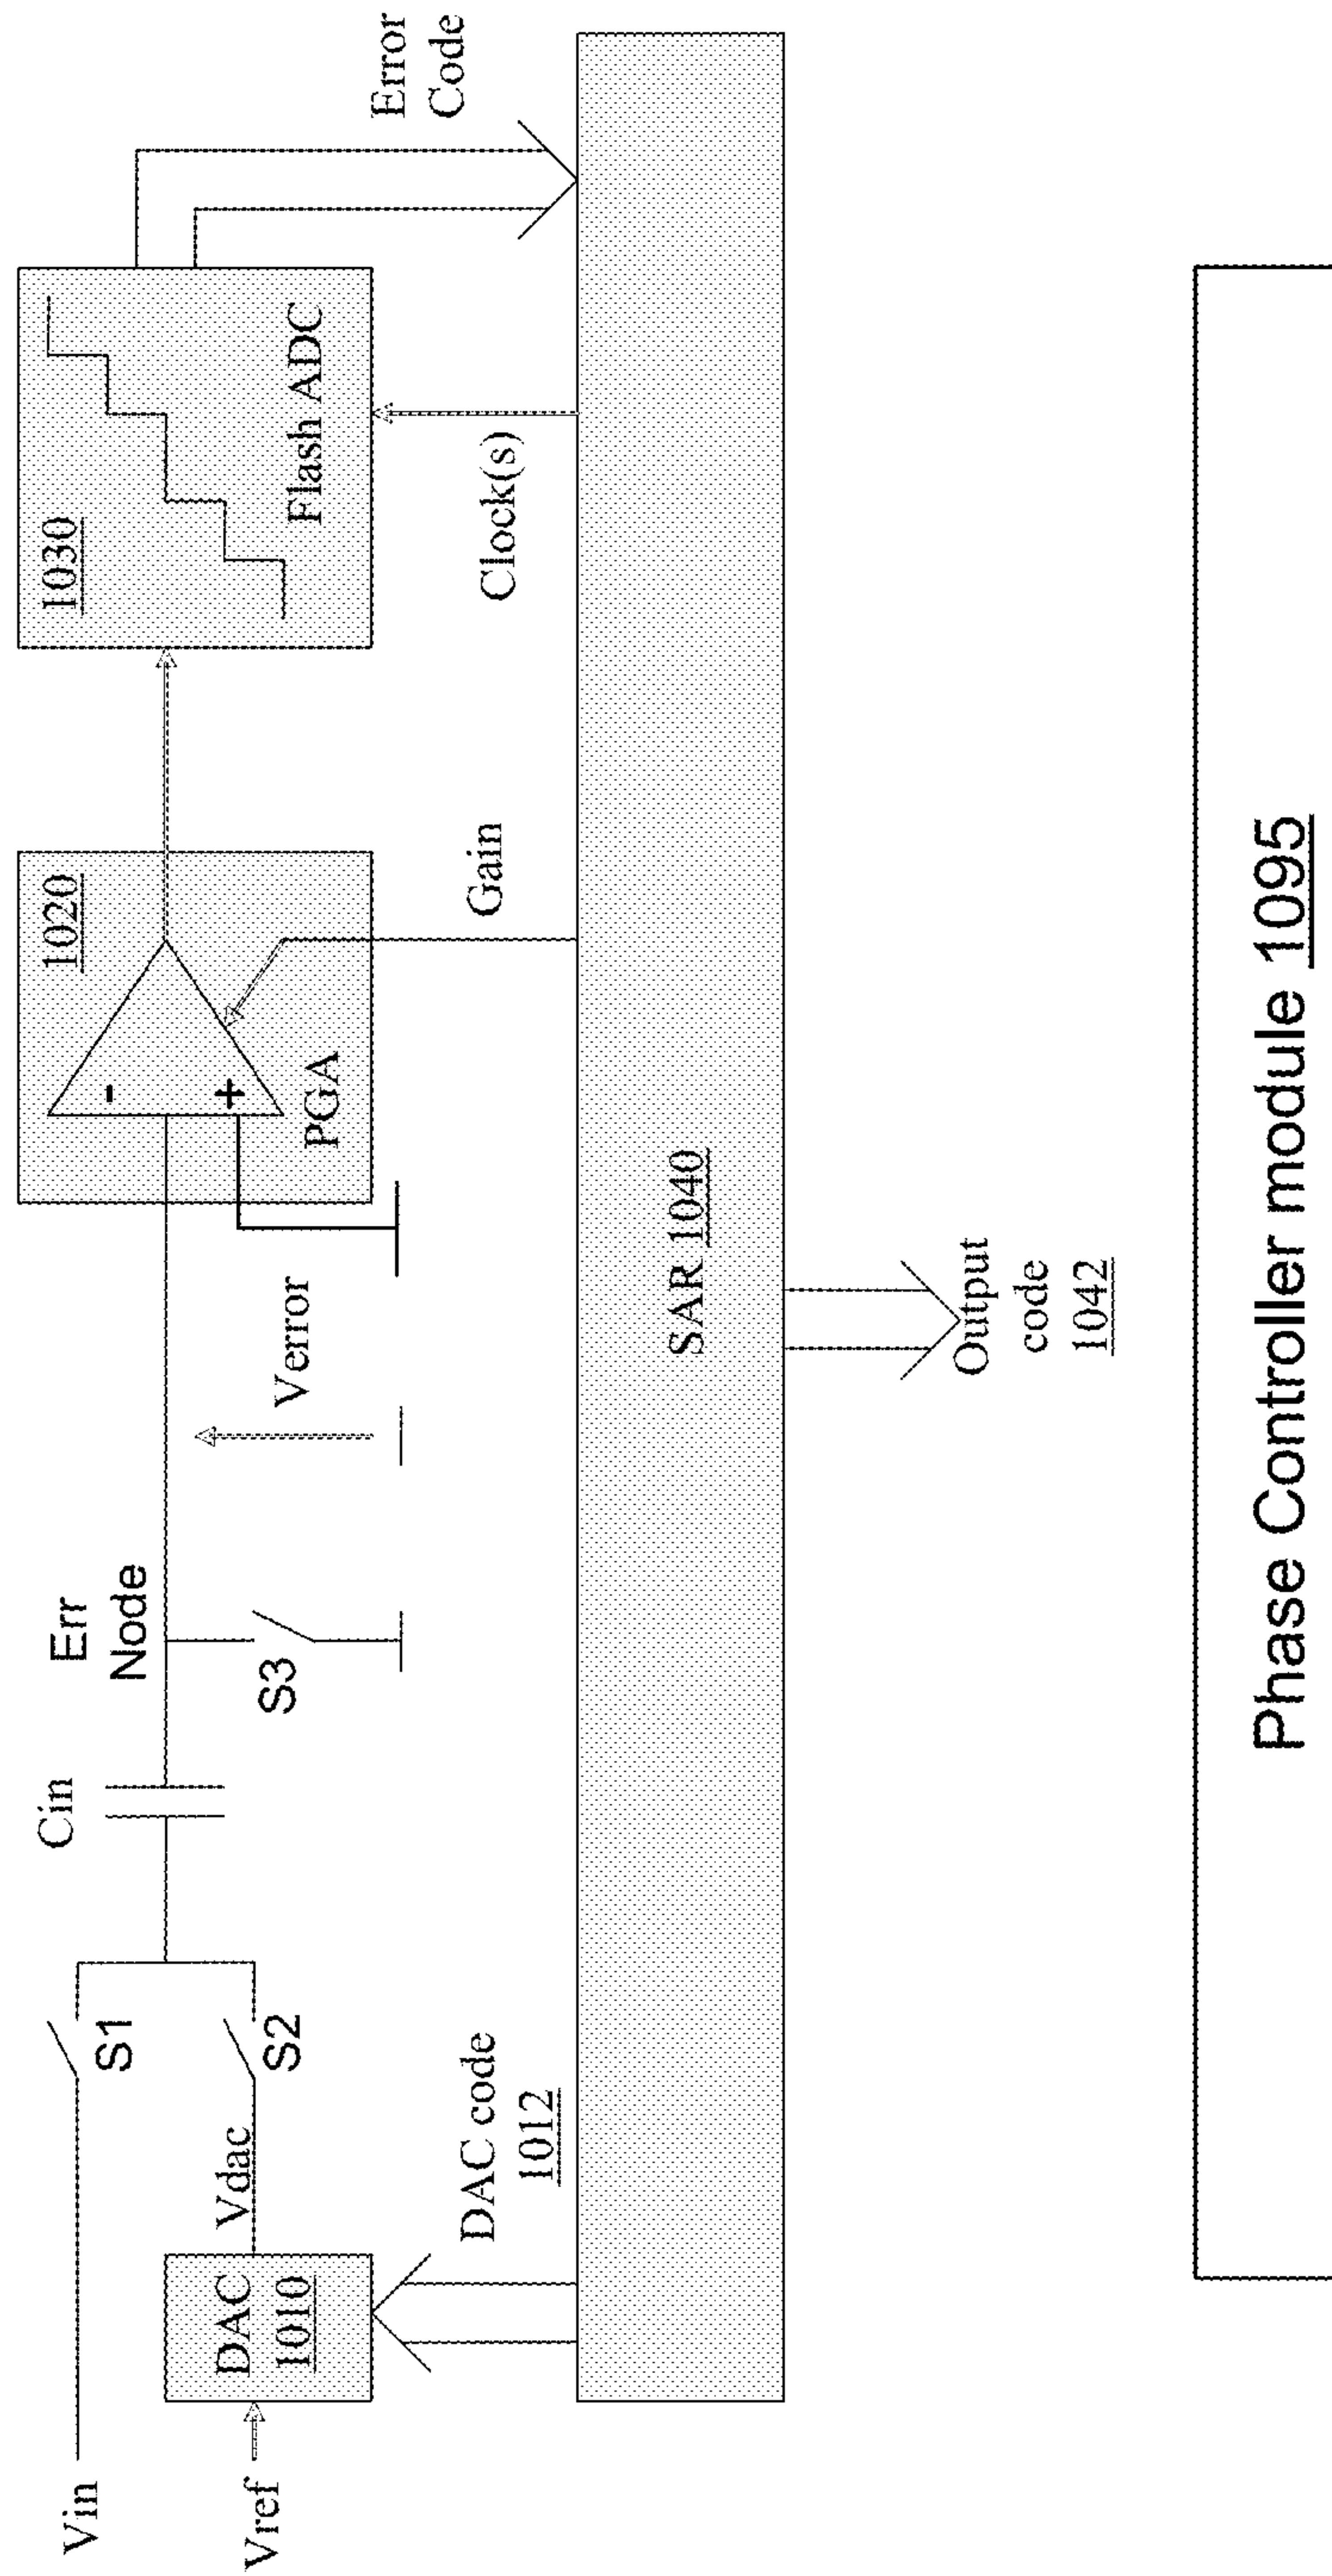 Vin
Vref
DAC
1010
Vdac
S1
S2
Cin
Err
Node
S3
Verror
1020
-
+
PGA
1030
Flash ADC
Error
Code
Clock(s)
Gain
DAC code
1012
SAR 1040
Output
code
1042
Phase Controller module 1095